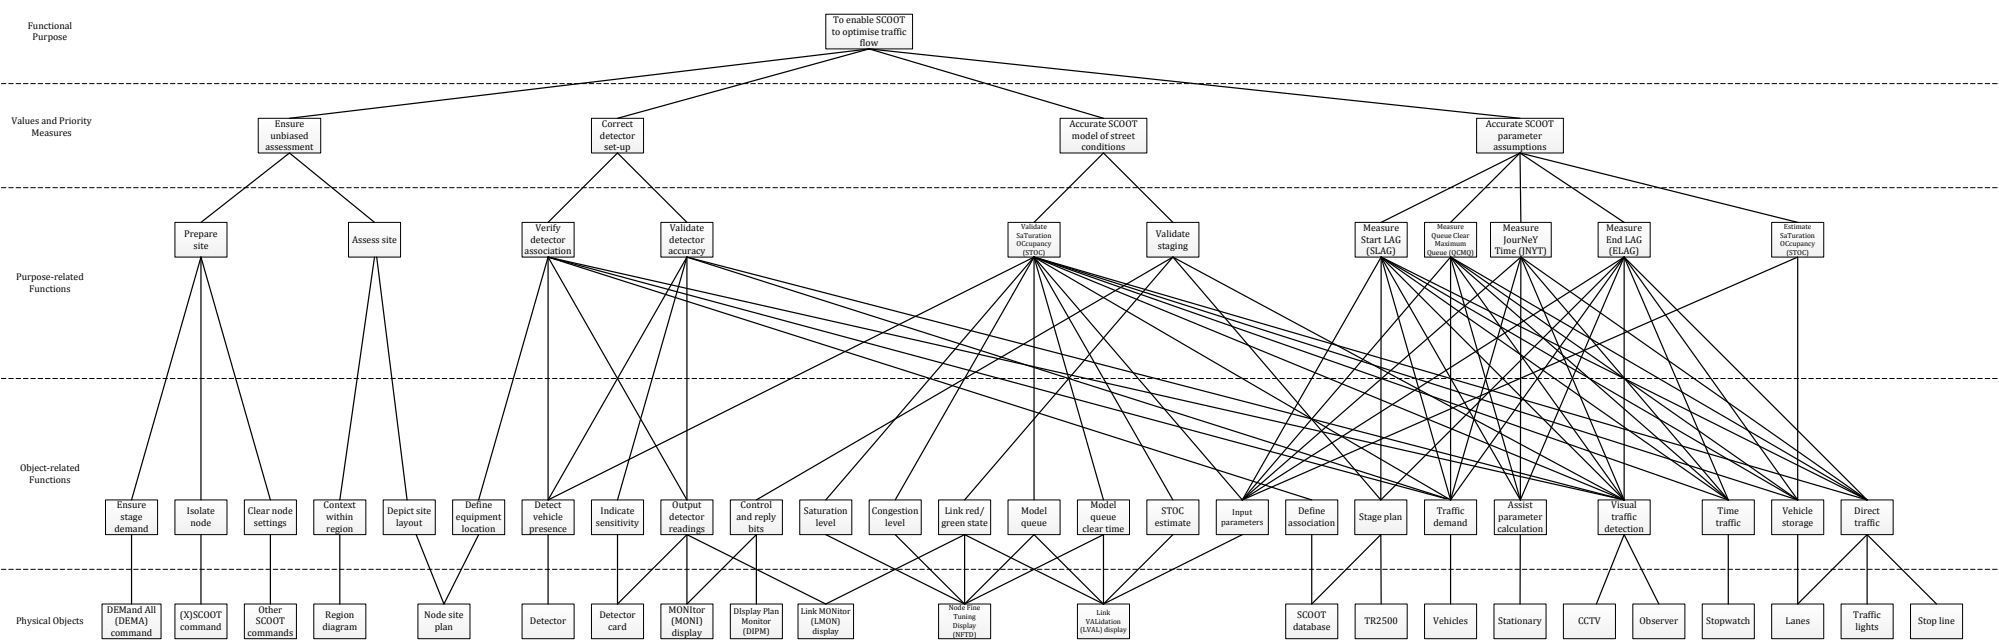 Functional
Purpose
To enable SCOOT
to optimise traffic
flow
Values and Priority
Measures
Ensure
unbiased
assessment
Correct
detector
set-up
Accurate SCOOT
model of street
conditions
Accurate SCOOT
parameter
assumptions
Purpose-related
Functions
Prepare
site
Assess site
Verify
detector
association
Validate
detector
accuracy
Validate
SaTuration
OCcupancy
(STOC)
Validate
staging
Measure
Start LAG
(SLAG)
Measure
Queue Clear
Maximum
Queue (QCMQ)
Measure
JourNeY
Time (JNYT)
Measure
End LAG
(ELAG)
Estimate
SaTuration
OCcupancy
(STOC)
Object-related
Functions
Ensure
stage
demand
Isolate
node
Clear node
settings
Context
within
region
Depict site
layout
Define
equipment
location
Detect
vehicle
presence
Indicate
sensitivity
Output
detector
readings
Control
and reply
bits
Saturation
level
Congestion
level
Link red/
green state
Model
queue
Model
queue
clear time
STOC
estimate
Input
parameters
Define
association
Stage plan
Traffic
demand
Assist
parameter
calculation
Visual
traffic
detection
Time
traffic
Vehicle
storage
Direct
traffic
Physical Objects
DEMand All
(DEMA)
command
(X)SCOOT
command
Other
SCOOT
commands
Region
diagram
Node site
plan
Detector
Detector
card
MONItor
(MONI)
display
DIsplay Plan
Monitor
(DIPM)
Link MONitor
(LMON)
display
Node Fine
Tuning
Display
(NFTD)
Link
VALidation
(LVAL) display
SCOOT
database
TR2500
Vehicles
Stationary
CCTV
Observer
Stopwatch
Lanes
Traffic
lights
Stop line